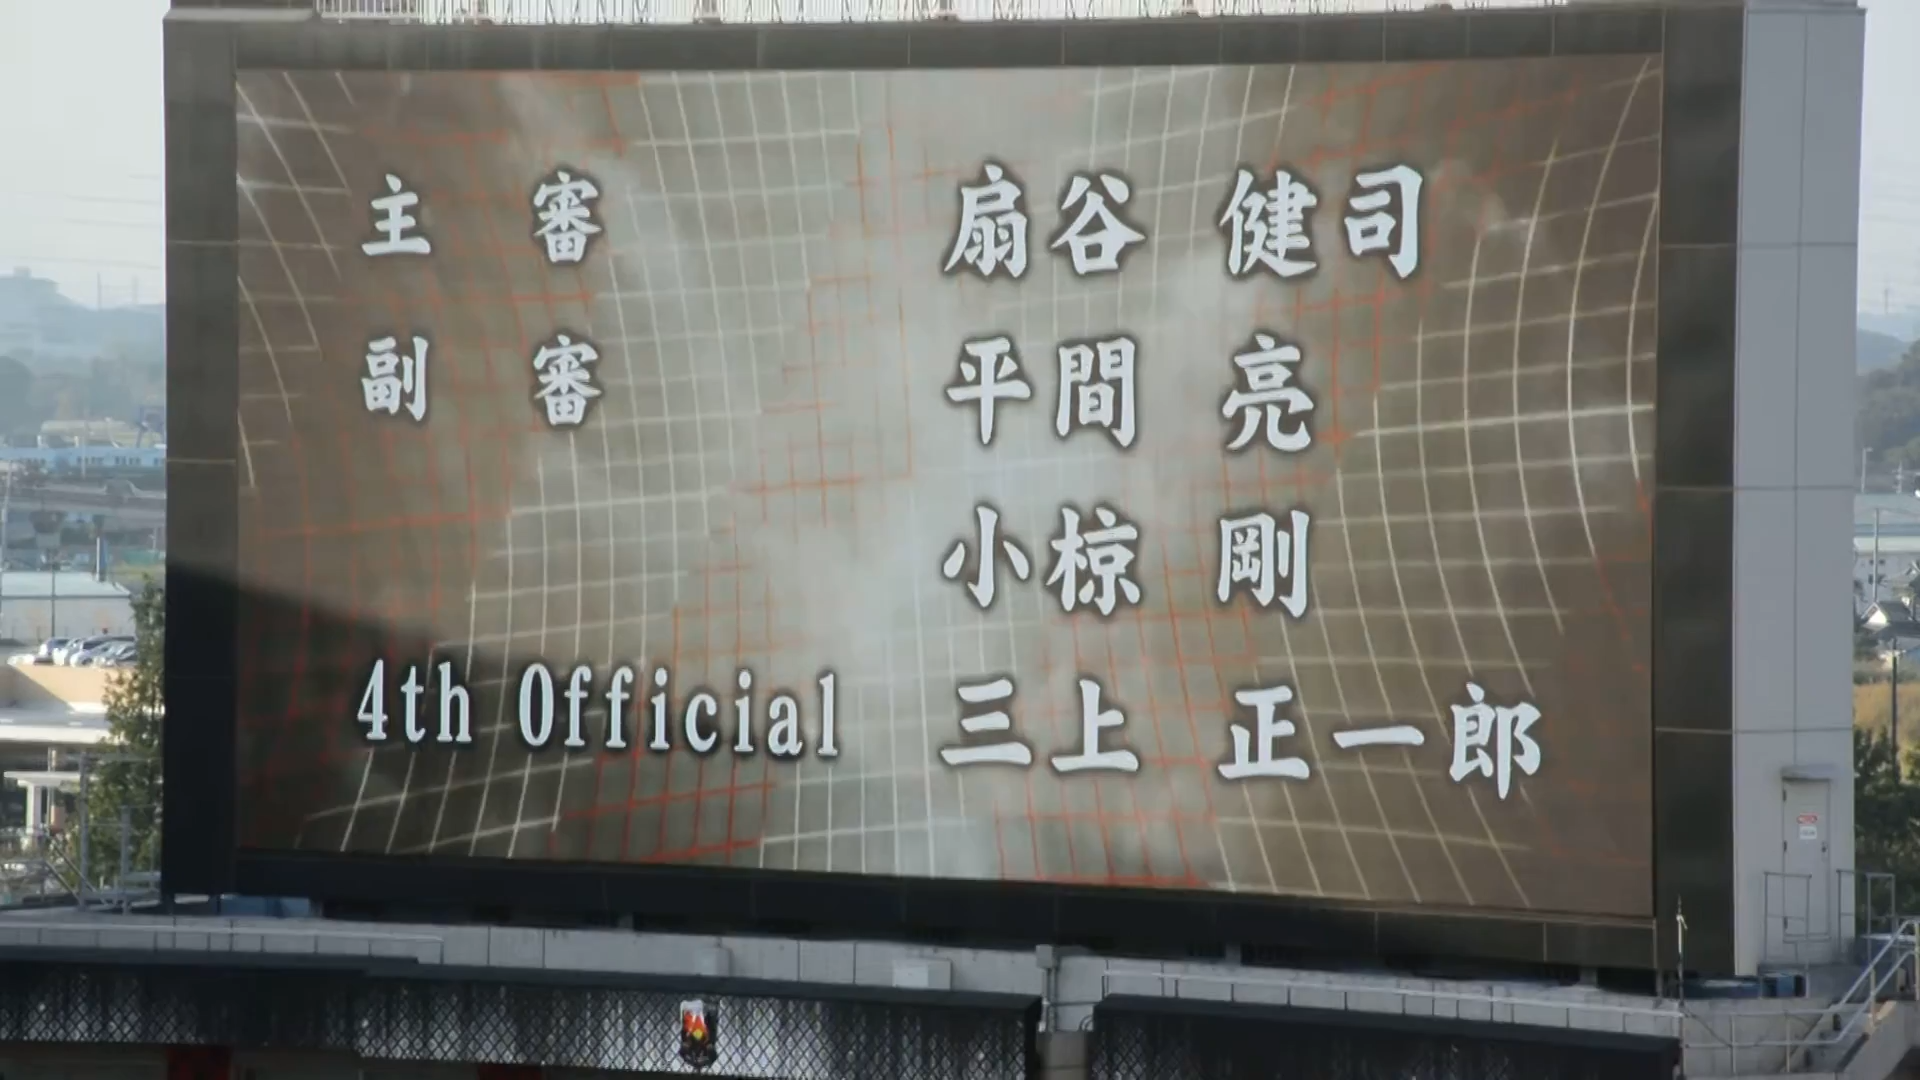 主審 扇谷 健司
副審 平間 亮
小椋 剛
4th Official 三上 正一郎